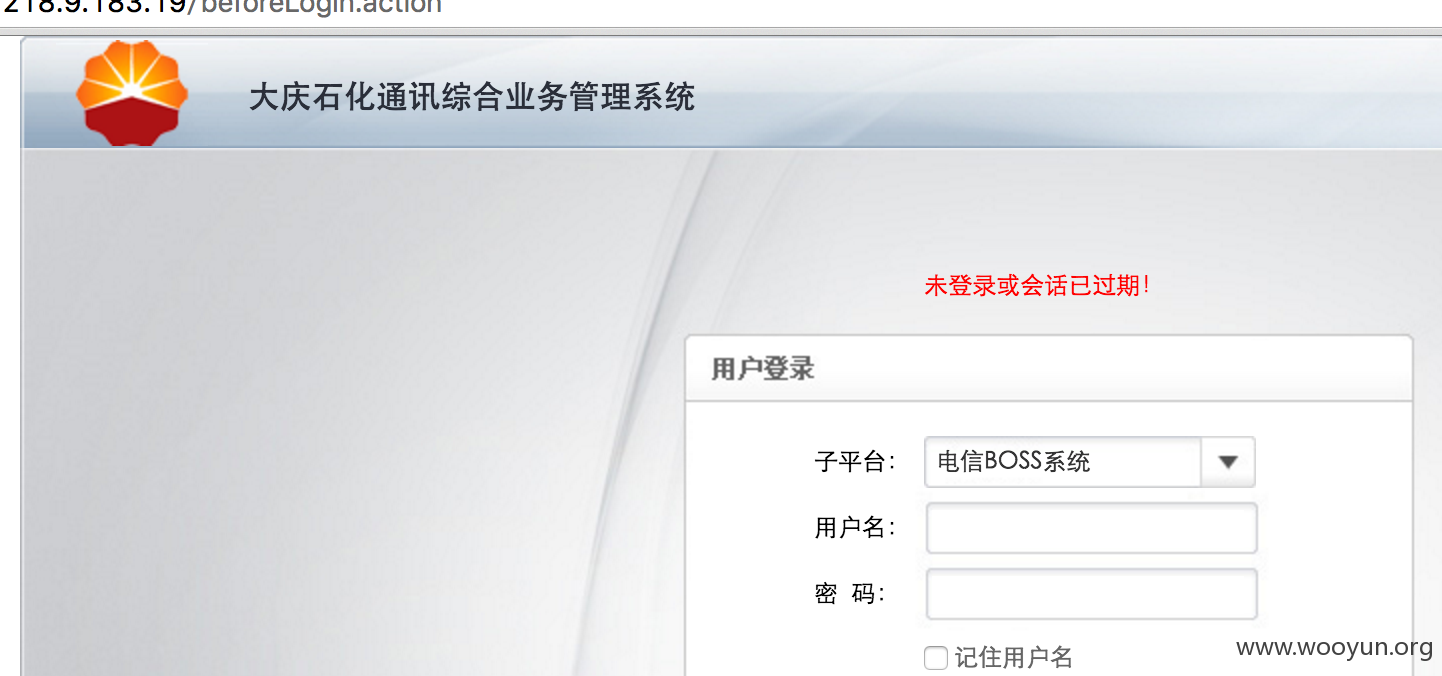 218.9.183.19/beforeLogin.action
大庆石化通讯综合业务管理系统
未登录或会话已过期!
用户登录
子平台: 电信BOSS系统
用户名:
密 码:
记住用户名
www.wooyun.org